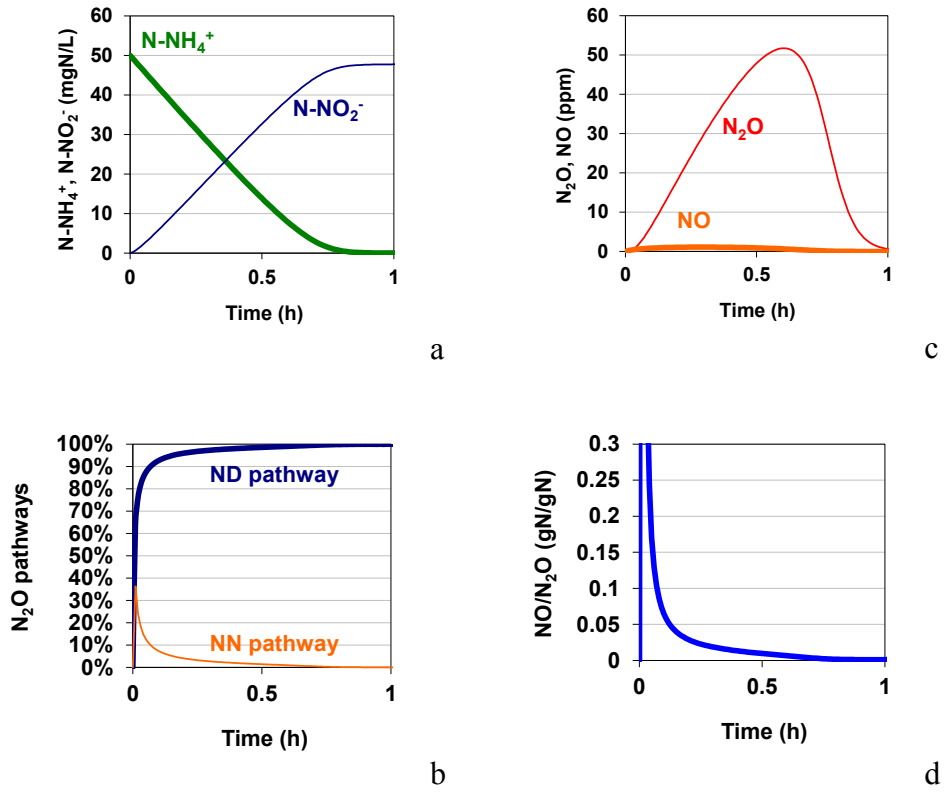 N-NH₄⁺, N-NO₂⁻ (mgN/L)
60
50
40
30
20
10
0
N-NH₄⁺
N-NO₂⁻
0 0.5 1
Time (h)
a
N₂O, NO (ppm)
60
50
40
30
20
10
0
N₂O
NO
0 0.5 1
Time (h)
c
N₂O pathways
100%
90%
80%
70%
60%
50%
40%
30%
20%
10%
0%
ND pathway
NN pathway
0 0.5 1
Time (h)
b
NO/N₂O (gN/gN)
0.3
0.25
0.2
0.15
0.1
0.05
0
0 0.5 1
Time (h)
d